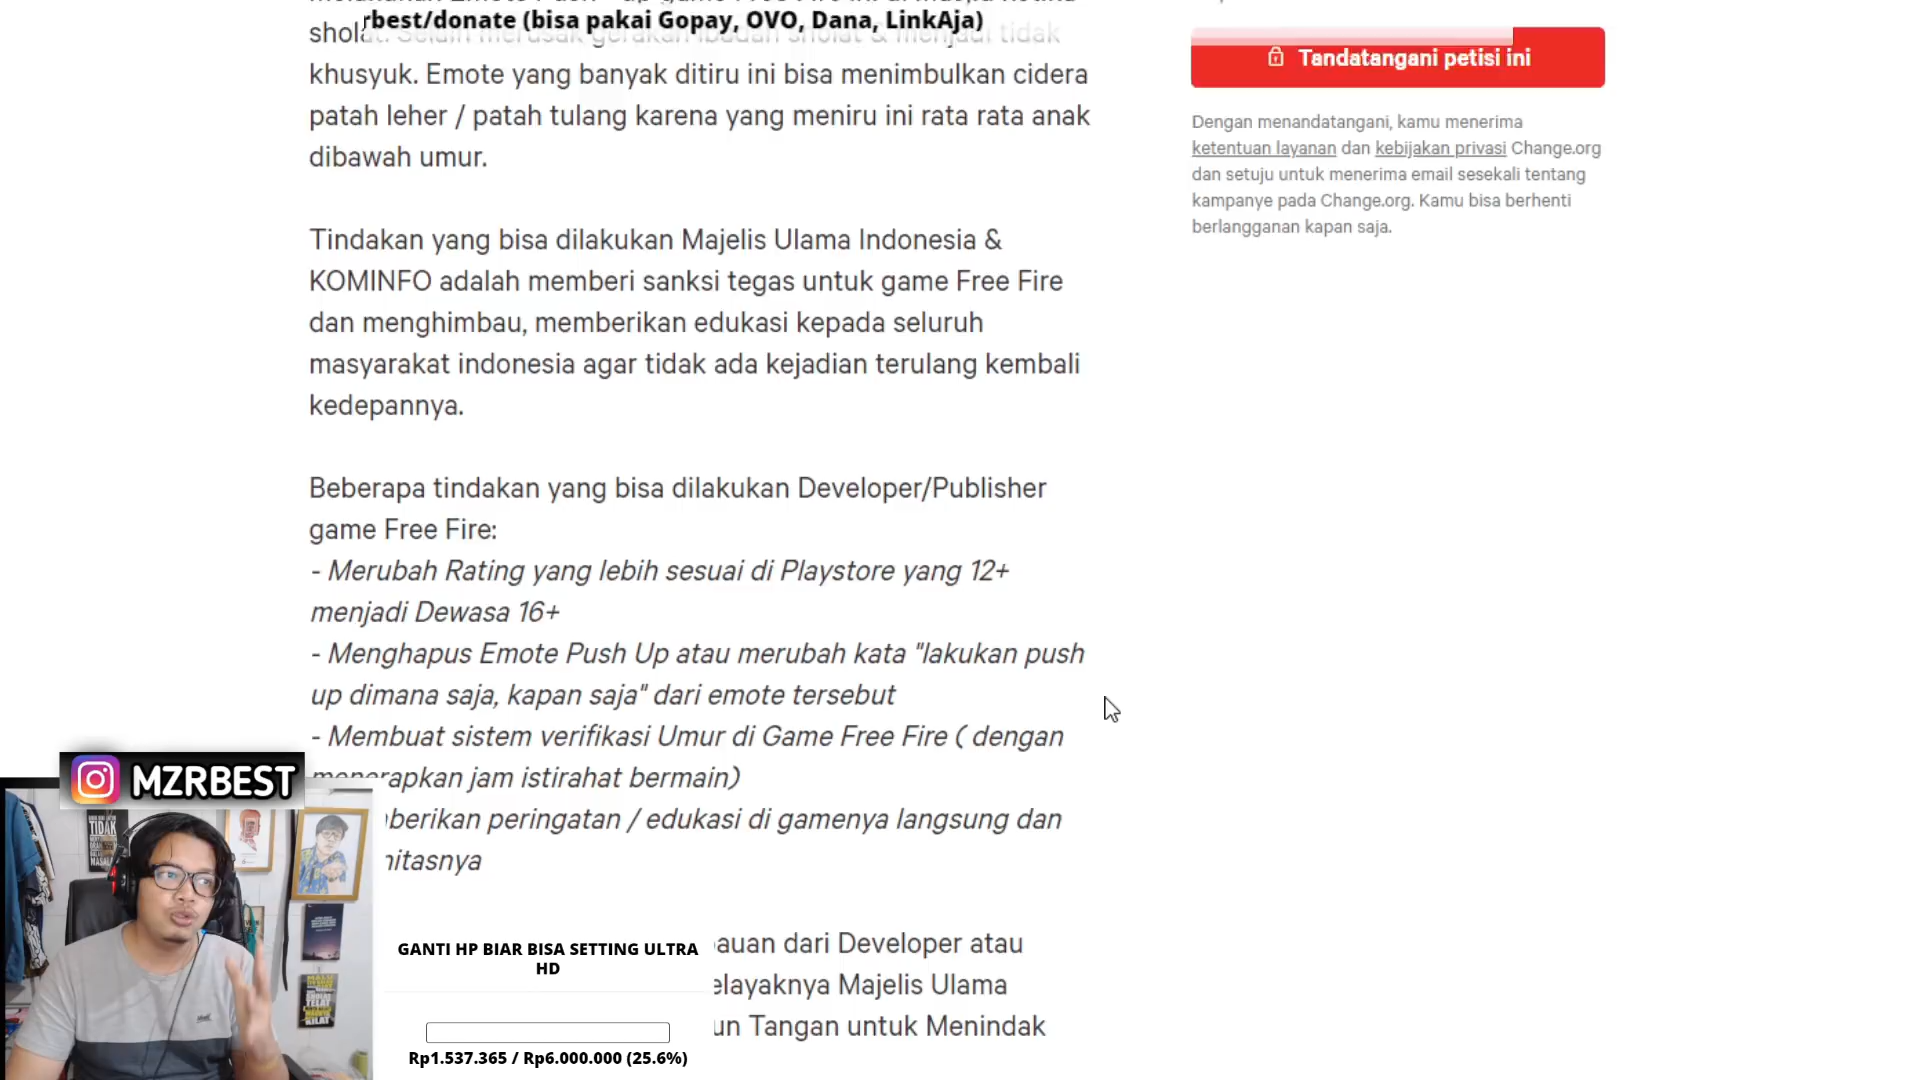 rbest/donate (bisa pakai Gopay, OVO, Dana, LinkAja)
khusyuk. Emote yang banyak ditiru ini bisa menimbulkan cidera
patah leher / patah tulang karena yang meniru ini rata rata anak
dibawah umur.
Tindakan yang bisa dilakukan Majelis Ulama Indonesia &
KOMINFO adalah memberi sanksi tegas untuk game Free Fire
dan menghimbau, memberikan edukasi kepada seluruh
masyarakat indonesia agar tidak ada kejadian terulang kembali
kedepannya.
Beberapa tindakan yang bisa dilakukan Developer/Publisher
game Free Fire:
- Merubah Rating yang lebih sesuai di Playstore yang 12+
menjadi Dewasa 16+
- Menghapus Emote Push Up atau merubah kata "lakukan push
up dimana saja, kapan saja" dari emote tersebut
- Membuat sistem verifikasi Umur di Game Free Fire ( dengan
menerapkan jam istirahat bermain)
berikan peringatan / edukasi di gamenya langsung dan
nitasnya
auan dari Developer atau
elayaknya Majelis Ulama
un Tangan untuk Menindak
Tandatangani petisi ini
Dengan menandatangani, kamu menerima
ketentuan layanan dan kebijakan privasi Change.org
dan setuju untuk menerima email sesekali tentang
kampanye pada Change.org. Kamu bisa berhenti
berlangganan kapan saja.
MZRBEST
TIDAK
GANTI HP BIAR BISA SETTING ULTRA
HD
Rp1.537.365 / Rp6.000.000 (25.6%)